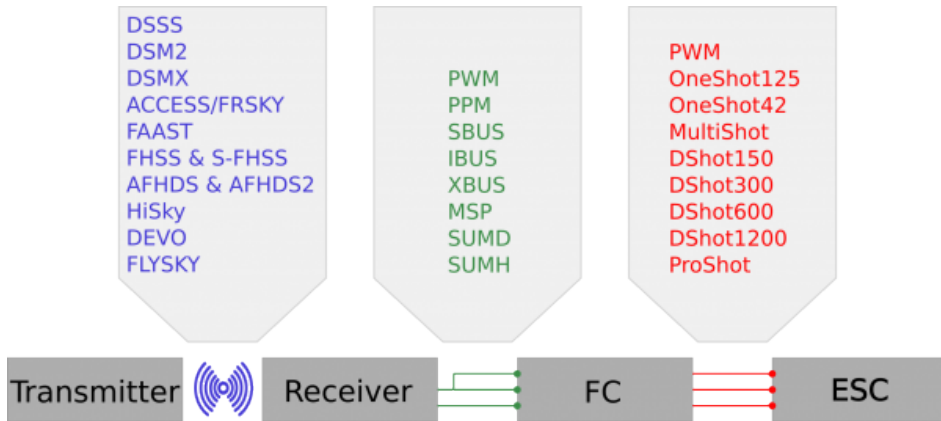 DSSS
DSM2
DSMX
ACCESS/FRSKY
FAAST
FHSS & S-FHSS
AFHDS & AFHDS2
HiSky
DEVO
FLYSKY
PWM
PPM
SBUS
IBUS
XBUS
MSP
SUMD
SUMH
PWM
OneShot125
OneShot42
MultiShot
DShot150
DShot300
DShot600
DShot1200
ProShot
Transmitter
Receiver
FC
ESC